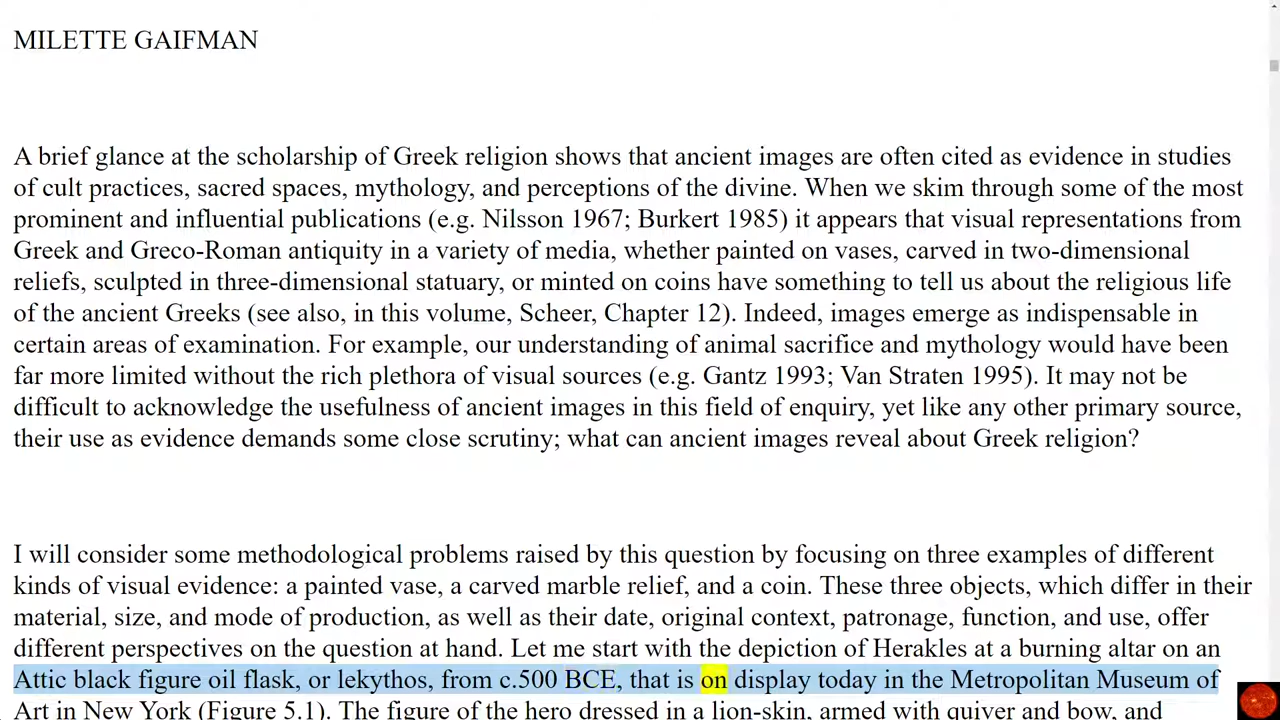 MILETTE GAIFMAN
A brief glance at the scholarship of Greek religion shows that ancient images are often cited as evidence in studies
of cult practices, sacred spaces, mythology, and perceptions of the divine. When we skim through some of the most
prominent and influential publications (e.g. Nilsson 1967; Burkert 1985) it appears that visual representations from
Greek and Greco-Roman antiquity in a variety of media, whether painted on vases, carved in two-dimensional
reliefs, sculpted in three-dimensional statuary, or minted on coins have something to tell us about the religious life
of the ancient Greeks (see also, in this volume, Scheer, Chapter 12). Indeed, images emerge as indispensable in
certain areas of examination. For example, our understanding of animal sacrifice and mythology would have been
far more limited without the rich plethora of visual sources (e.g. Gantz 1993; Van Straten 1995). It may not be
difficult to acknowledge the usefulness of ancient images in this field of enquiry, yet like any other primary source,
their use as evidence demands some close scrutiny; what can ancient images reveal about Greek religion?
I will consider some methodological problems raised by this question by focusing on three examples of different
kinds of visual evidence: a painted vase, a carved marble relief, and a coin. These three objects, which differ in their
material, size, and mode of production, as well as their date, original context, patronage, function, and use, offer
different perspectives on the question at hand. Let me start with the depiction of Herakles at a burning altar on an
Attic black figure oil flask, or lekythos, from c.500 BCE, that is on display today in the Metropolitan Museum of
Art in New York (Figure 5.1). The figure of the hero dressed in a lion-skin, armed with quiver and bow, and